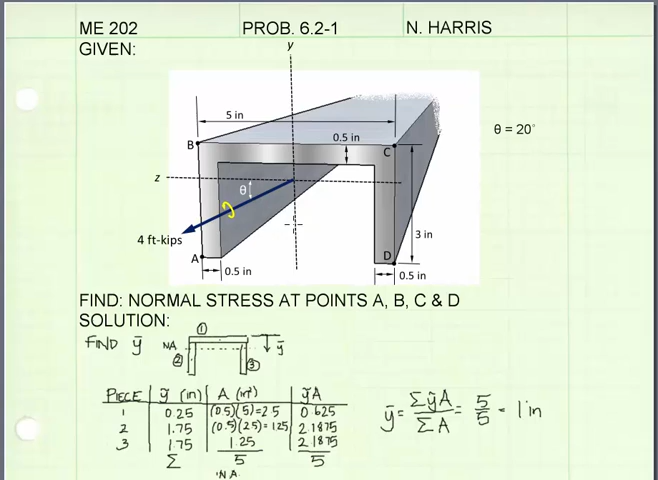 ME 202 PROB. 6.2-1 N. HARRIS
GIVEN:
y
5 in
0.5 in
B
C
θ = 20°
z
θ
4 ft-kips
3 in
A
D
0.5 in
0.5 in
FIND: NORMAL STRESS AT POINTS A, B, C & D
SOLUTION:
FIND ȳ NA ① ② ③ ȳ
PIECE ỹ (in) A (in²) ỹA
1 0.25 (0.5)(5)=2.5 0.625
2 1.75 (0.5)(2.5)=1.25 2.1875
3 1.75 1.25 2.1875
Σ 5 5
ȳ = ΣỹA / ΣA = 5/5 = 1 in
N.A.